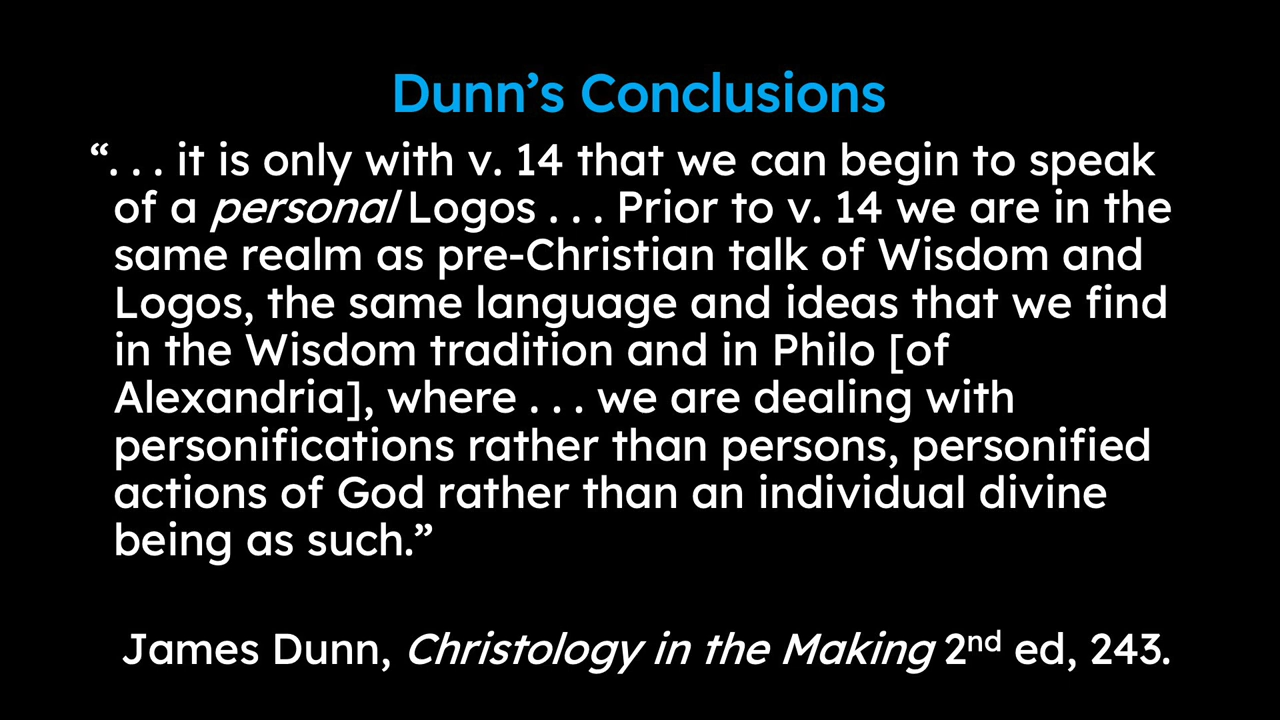 Dunn’s Conclusions
“. . . it is only with v. 14 that we can begin to speak
of a personal Logos . . . Prior to v. 14 we are in the
same realm as pre-Christian talk of Wisdom and
Logos, the same language and ideas that we find
in the Wisdom tradition and in Philo [of
Alexandria], where . . . we are dealing with
personifications rather than persons, personified
actions of God rather than an individual divine
being as such.”
James Dunn, Christology in the Making 2nd ed, 243.